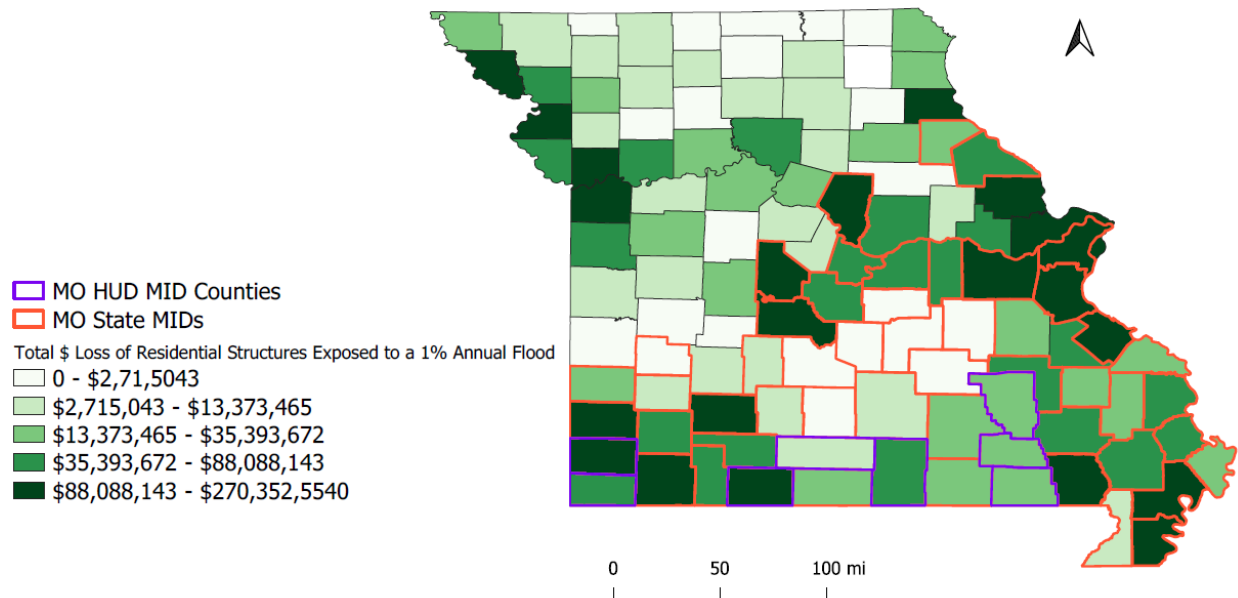 MO HUD MID Counties
MO State MIDs
Total $ Loss of Residential Structures Exposed to a 1% Annual Flood
0 - $2,71,5043
$2,715,043 - $13,373,465
$13,373,465 - $35,393,672
$35,393,672 - $88,088,143
$88,088,143 - $270,352,5540
0 50 100 mi